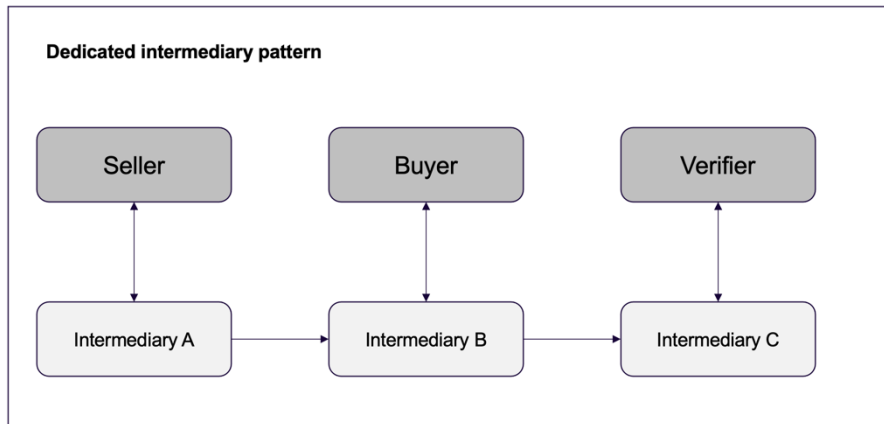 Dedicated intermediary pattern
Seller
Buyer
Verifier
Intermediary A
Intermediary B
Intermediary C